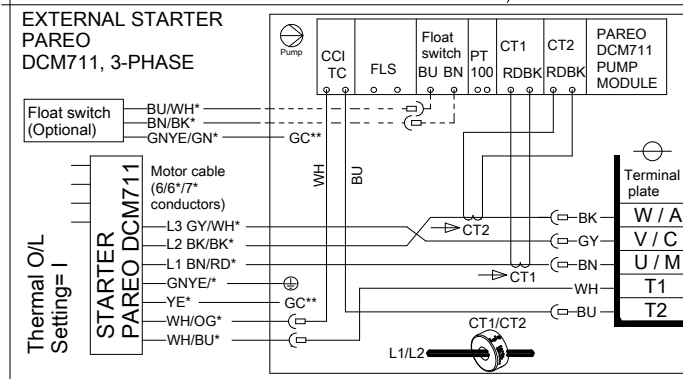 EXTERNAL STARTER
PAREO
DCM711, 3-PHASE
Pump
CCI
TC
FLS
Float
switch
BU BN
PT
100
CT1
RDBK
CT2
RDBK
PAREO
DCM711
PUMP
MODULE
Float switch
(Optional)
BU/WH*
BN/BK*
GNYE/GN*
GC**
WH
BU
Motor cable
(6/6*/7*
conductors)
Thermal O/L
Setting= I
STARTER
PAREO DCM711
L3 GY/WH*
L2 BK/BK*
L1 BN/RD*
GNYE/*
YE*
GC**
WH/OG*
WH/BU*
CT2
CT1
Terminal
plate
BK W / A
GY V / C
BN U / M
WH T1
BU T2
CT1/CT2
L1/L2